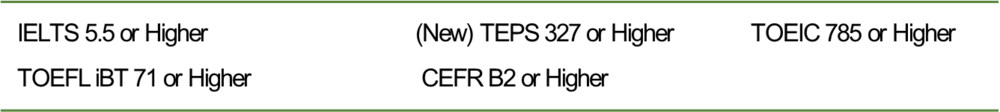 IELTS 5.5 or Higher (New) TEPS 327 or Higher TOEIC 785 or Higher
TOEFL iBT 71 or Higher CEFR B2 or Higher